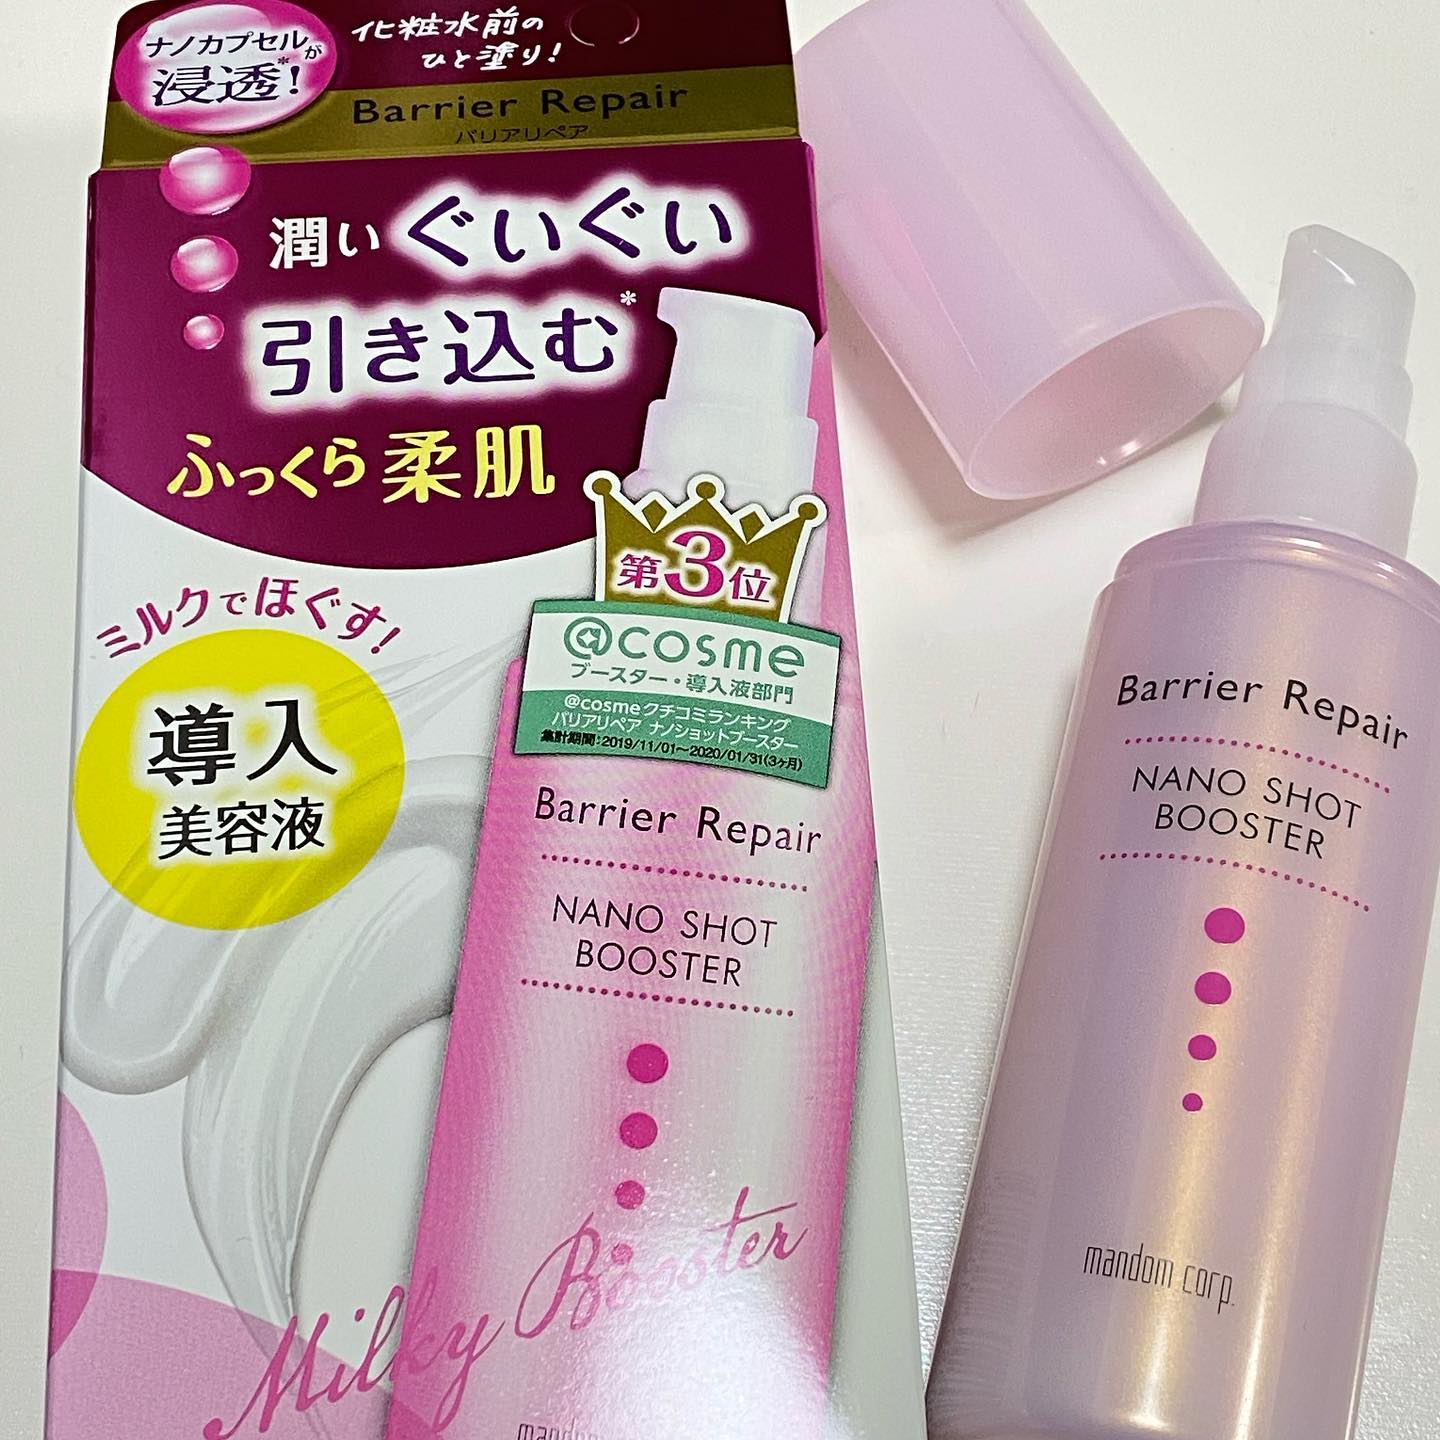 ナノカプセルが
浸透!*
化粧水前の
ひと塗り!
Barrier Repair
バリアリペア
潤いぐいぐい
引き込む*
ふっくら柔肌
ミルクでほぐす!
導入
美容液
第3位
@cosme
ブースター・導入液部門
@cosmeクチコミランキング
バリアリペア ナノショットブースター
集計期間:2019/11/01〜2020/01/31(3ヶ月)
Barrier Repair
NANO SHOT
BOOSTER
Milky Booster
Barrier Repair
NANO SHOT
BOOSTER
mandom corp.